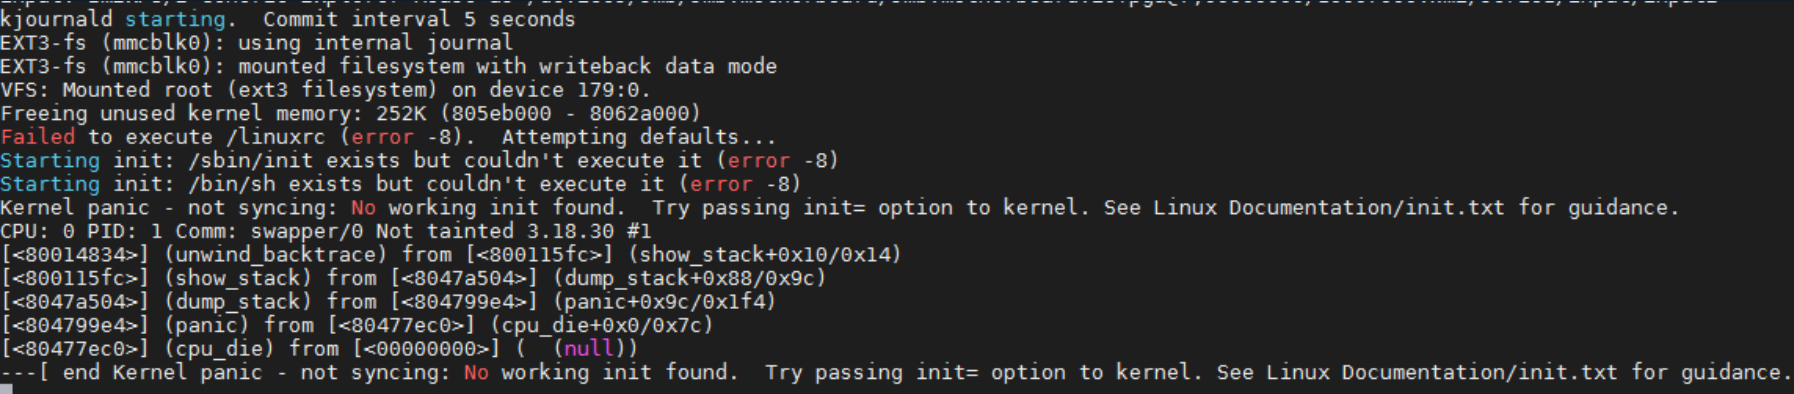 kjournald starting.  Commit interval 5 seconds
EXT3-fs (mmcblk0): using internal journal
EXT3-fs (mmcblk0): mounted filesystem with writeback data mode
VFS: Mounted root (ext3 filesystem) on device 179:0.
Freeing unused kernel memory: 252K (805eb000 - 8062a000)
Failed to execute /linuxrc (error -8).  Attempting defaults...
Starting init: /sbin/init exists but couldn't execute it (error -8)
Starting init: /bin/sh exists but couldn't execute it (error -8)
Kernel panic - not syncing: No working init found.  Try passing init= option to kernel. See Linux Documentation/init.txt for guidance.
CPU: 0 PID: 1 Comm: swapper/0 Not tainted 3.18.30 #1
[<80014834>] (unwind_backtrace) from [<800115fc>] (show_stack+0x10/0x14)
[<800115fc>] (show_stack) from [<8047a504>] (dump_stack+0x88/0x9c)
[<8047a504>] (dump_stack) from [<804799e4>] (panic+0x9c/0x1f4)
[<804799e4>] (panic) from [<80477ec0>] (cpu_die+0x0/0x7c)
[<80477ec0>] (cpu_die) from [<00000000>] (  (null))
---[ end Kernel panic - not syncing: No working init found.  Try passing init= option to kernel. See Linux Documentation/init.txt for guidance.